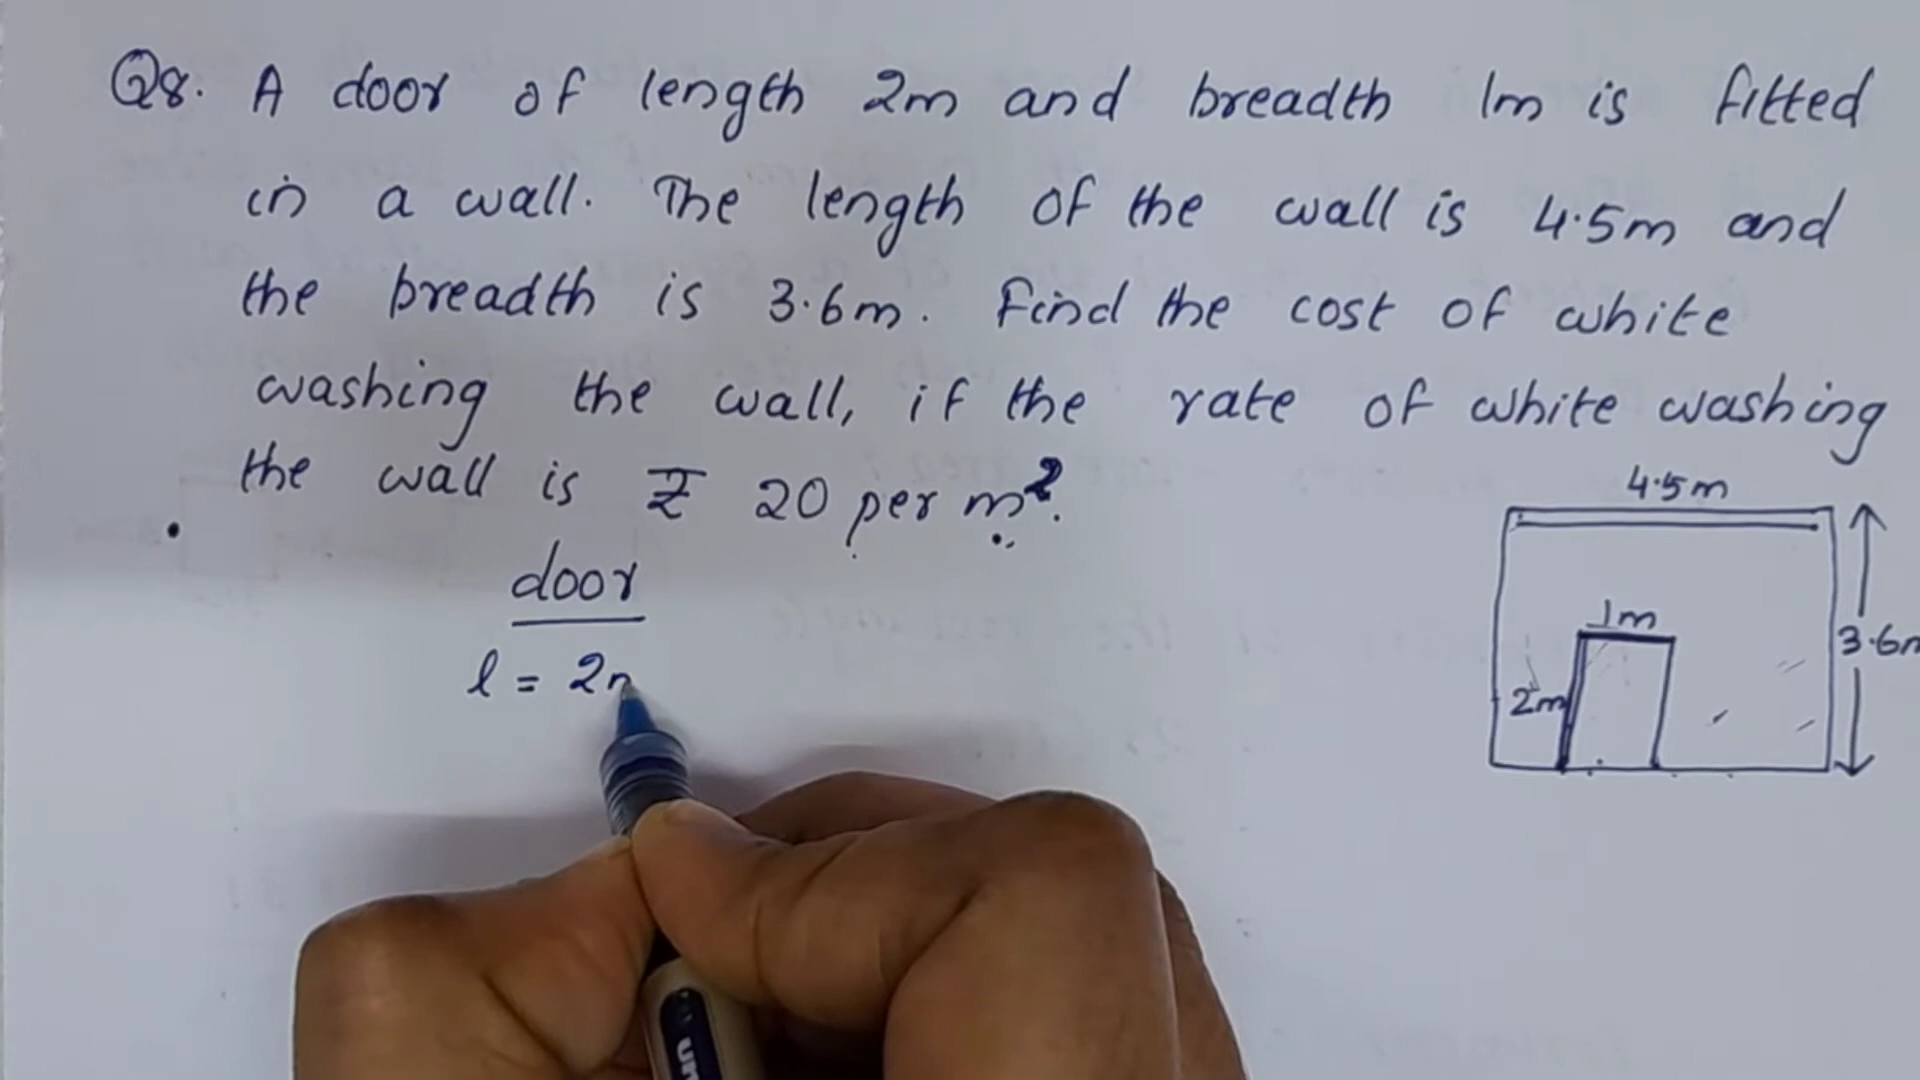 Q8. A door of length 2m and breadth 1m is fitted
in a wall. The length of the wall is 4.5m and
the breadth is 3.6m. Find the cost of white
washing the wall, if the rate of white washing
the wall is ₹ 20 per m².
4.5m
door
1m
3.6m
l = 2m
2m
un